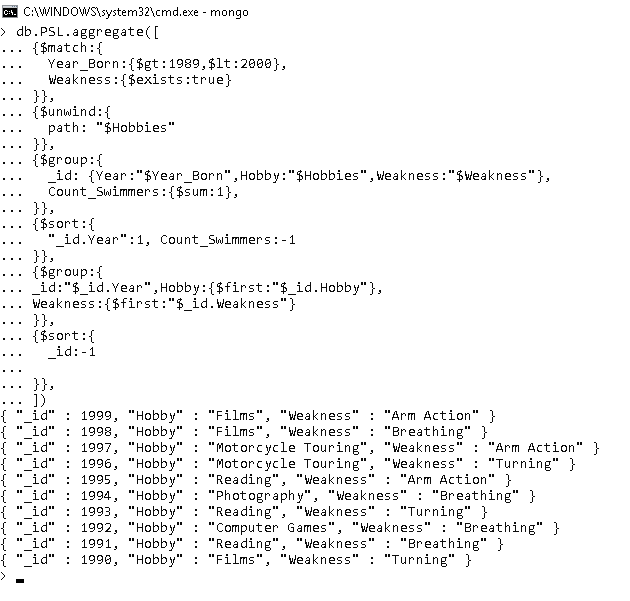 C:\WINDOWS\system32\cmd.exe - mongo
> db.PSL.aggregate([
... {$match:{
...   Year_Born:{$gt:1989,$lt:2000},
...   Weakness:{$exists:true}
... }},
... {$unwind:{
...   path: "$Hobbies"
... }},
... {$group:{
...   _id: {Year:"$Year_Born",Hobby:"$Hobbies",Weakness:"$Weakness"},
...   Count_Swimmers:{$sum:1},
... }},
... {$sort:{
...   "_id.Year":1, Count_Swimmers:-1
... }},
... {$group:{
... _id:"$_id.Year",Hobby:{$first:"$_id.Hobby"},
... Weakness:{$first:"$_id.Weakness"}
... }},
... {$sort:{
...   _id:-1
...
... }},
... ])
{ "_id" : 1999, "Hobby" : "Films", "Weakness" : "Arm Action" }
{ "_id" : 1998, "Hobby" : "Films", "Weakness" : "Breathing" }
{ "_id" : 1997, "Hobby" : "Motorcycle Touring", "Weakness" : "Arm Action" }
{ "_id" : 1996, "Hobby" : "Motorcycle Touring", "Weakness" : "Turning" }
{ "_id" : 1995, "Hobby" : "Reading", "Weakness" : "Arm Action" }
{ "_id" : 1994, "Hobby" : "Photography", "Weakness" : "Breathing" }
{ "_id" : 1993, "Hobby" : "Reading", "Weakness" : "Turning" }
{ "_id" : 1992, "Hobby" : "Computer Games", "Weakness" : "Breathing" }
{ "_id" : 1991, "Hobby" : "Reading", "Weakness" : "Breathing" }
{ "_id" : 1990, "Hobby" : "Films", "Weakness" : "Turning" }
>